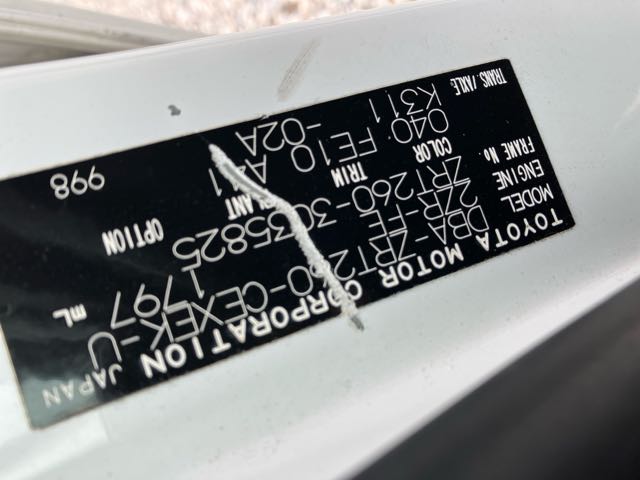 TOYOTA MOTOR CORPORATION JAPAN
MODEL DBA-ZRT260-CEXEK-U
ENGINE 2ZR-FE 1797 mL
FRAME No ZRT260-3035825
COLOR TRIM PLANT OPTION
040 FE10 A41
TRANS/AXLE K311 -02A 998